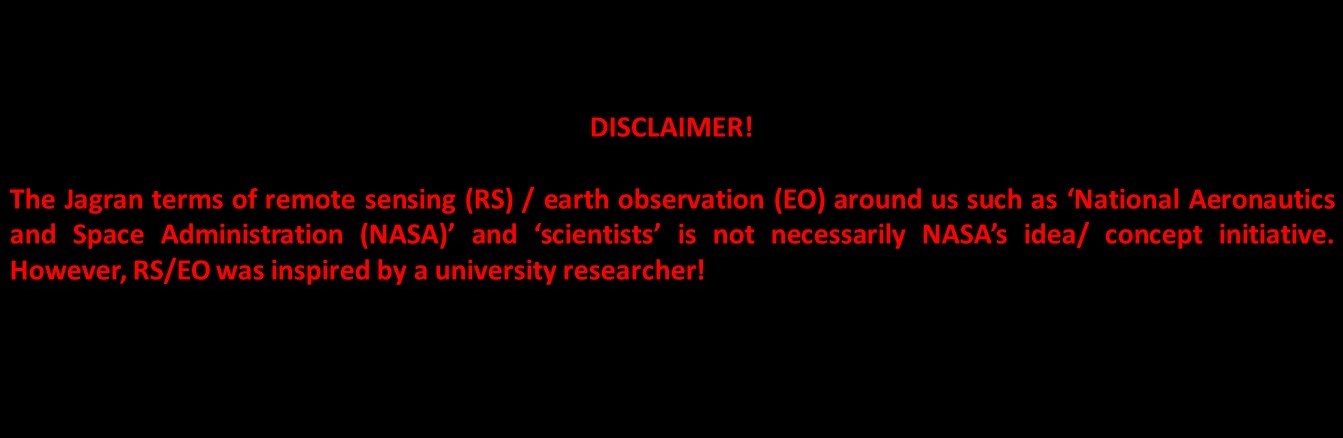 DISCLAIMER!
The Jagran terms of remote sensing (RS) / earth observation (EO) around us such as ‘National Aeronautics
and Space Administration (NASA)’ and ‘scientists’ is not necessarily NASA’s idea/ concept initiative.
However, RS/EO was inspired by a university researcher!